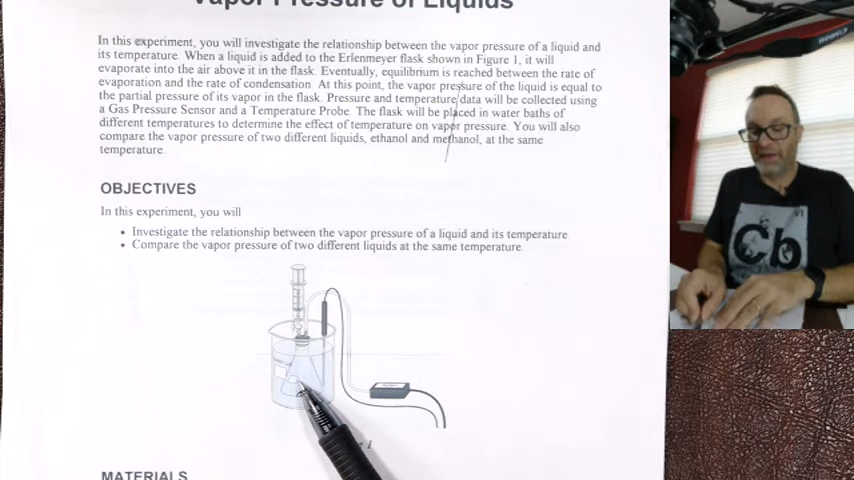 Vapor Pressure of Liquids
In this experiment, you will investigate the relationship between the vapor pressure of a liquid and
its temperature. When a liquid is added to the Erlenmeyer flask shown in Figure 1, it will
evaporate into the air above it in the flask. Eventually, equilibrium is reached between the rate of
evaporation and the rate of condensation. At this point, the vapor pressure of the liquid is equal to
the partial pressure of its vapor in the flask. Pressure and temperature data will be collected using
a Gas Pressure Sensor and a Temperature Probe. The flask will be placed in water baths of
different temperatures to determine the effect of temperature on vapor pressure. You will also
compare the vapor pressure of two different liquids, ethanol and methanol, at the same
temperature.
OBJECTIVES
In this experiment, you will
• Investigate the relationship between the vapor pressure of a liquid and its temperature
• Compare the vapor pressure of two different liquids at the same temperature.
1
MATERIALS
VI
Cb